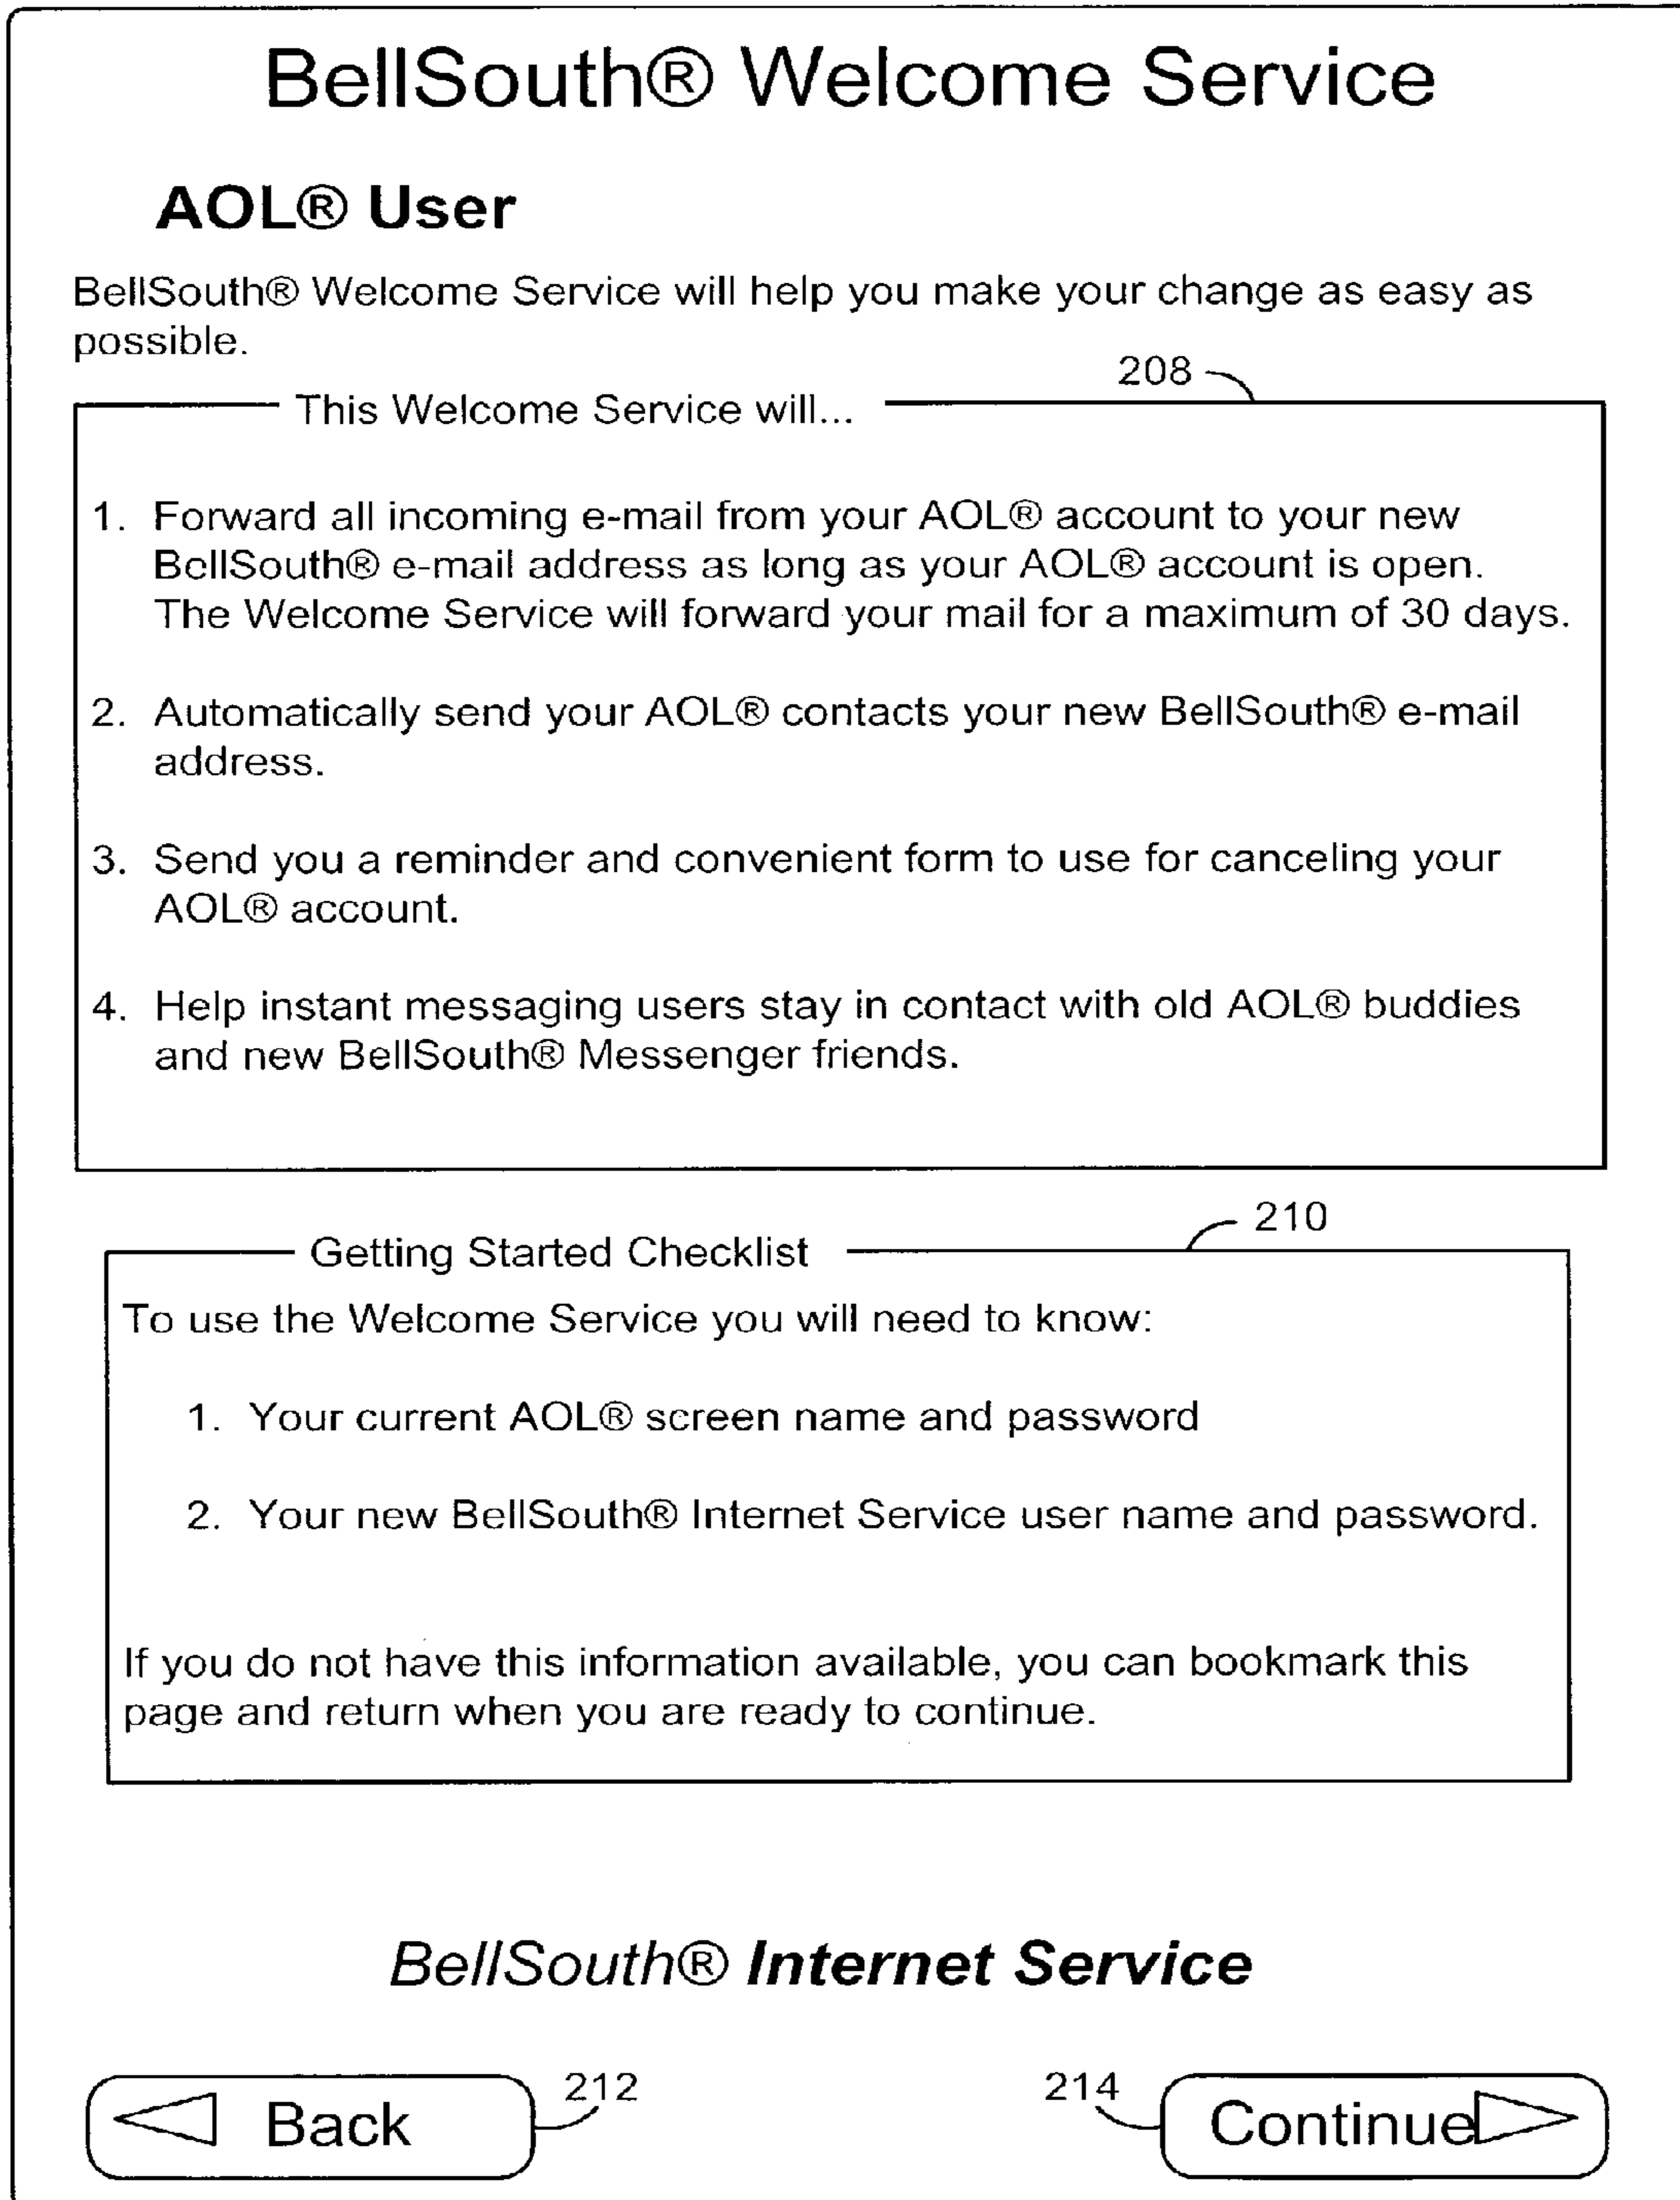 BellSouth® Welcome Service
AOL® User
BellSouth® Welcome Service will help you make your change as easy as
possible.
208
This Welcome Service will...
1. Forward all incoming e-mail from your AOL® account to your new
BellSouth® e-mail address as long as your AOL® account is open.
The Welcome Service will forward your mail for a maximum of 30 days.
2. Automatically send your AOL® contacts your new BellSouth® e-mail
address.
3. Send you a reminder and convenient form to use for canceling your
AOL® account.
4. Help instant messaging users stay in contact with old AOL® buddies
and new BellSouth® Messenger friends.
210
Getting Started Checklist
To use the Welcome Service you will need to know:
1. Your current AOL® screen name and password
2. Your new BellSouth® Internet Service user name and password.
If you do not have this information available, you can bookmark this
page and return when you are ready to continue.
BellSouth® Internet Service
Back 212 214 Continue